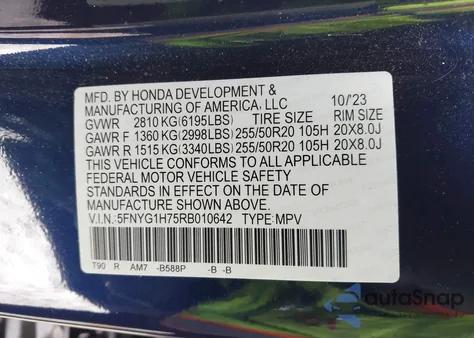 MFD. BY HONDA DEVELOPMENT &
MANUFACTURING OF AMERICA, LLC 10/'23
GVWR 2810 KG(6195LBS) TIRE SIZE RIM SIZE
GAWR F 1360 KG(2998LBS) 255/50R20 105H 20X8.0J
GAWR R 1515 KG(3340LBS) 255/50R20 105H 20X8.0J
THIS VEHICLE CONFORMS TO ALL APPLICABLE
FEDERAL MOTOR VEHICLE SAFETY
STANDARDS IN EFFECT ON THE DATE OF
MANUFACTURE SHOWN ABOVE.
V.I.N.:5FNYG1H75RB010642 TYPE:MPV
T90 R AM7 -B588P -B -B
autoSnap